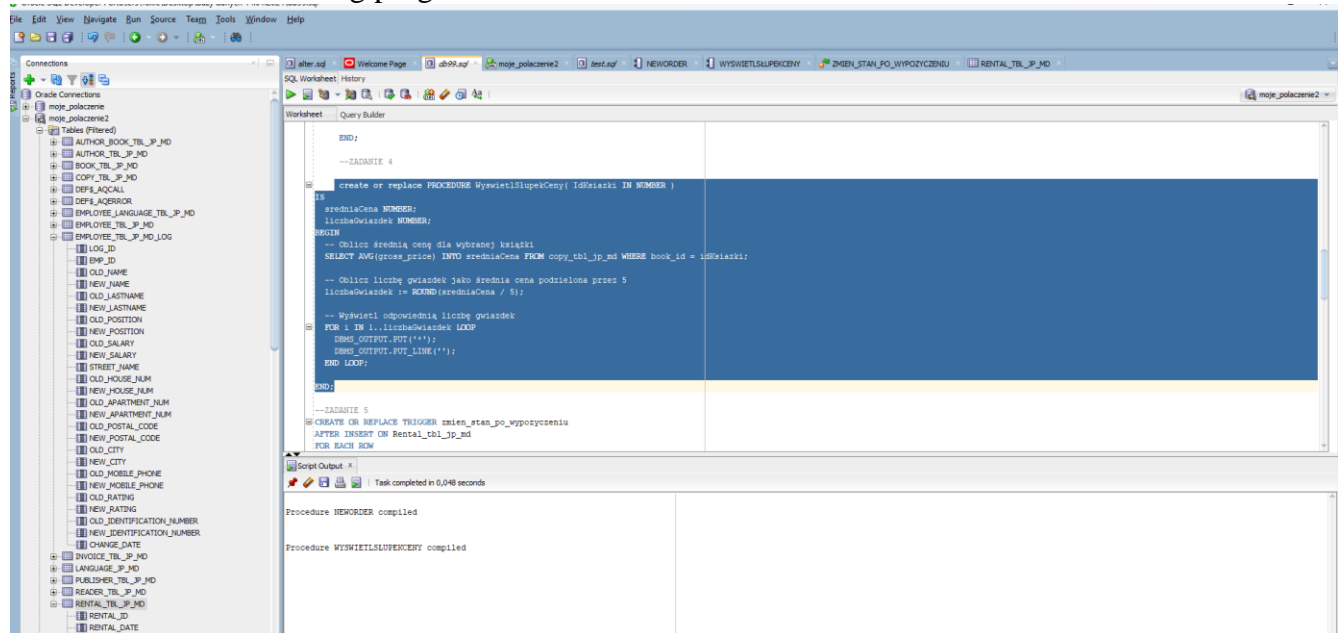 File Edit View Navigate Run Source Team Tools Window Help
Connections
alter.sql Welcome Page db99.sql moje_polaczenie2 test.sql NEWORDER WYSWIETLSŁUPEKCENY ZMIEN_STAN_PO_WYPOZYCZENIU RENTAL_TBL_JP_MD
SQL Worksheet History
moje_polaczenie2
Worksheet Query Builder
Reports
Oracle Connections
moje_polaczenie
moje_polaczenie2
Tables (Filtered)
AUTHOR_BOOK_TBL_JP_MD
AUTHOR_TBL_JP_MD
BOOK_TBL_JP_MD
COPY_TBL_JP_MD
DEF$_AQCALL
DEF$_AQERROR
EMPLOYEE_LANGUAGE_TBL_JP_MD
EMPLOYEE_TBL_JP_MD
EMPLOYEE_TBL_JP_MD_LOG
LOG_ID
EMP_ID
OLD_NAME
NEW_NAME
OLD_LASTNAME
NEW_LASTNAME
OLD_POSITION
NEW_POSITION
OLD_SALARY
NEW_SALARY
STREET_NAME
OLD_HOUSE_NUM
NEW_HOUSE_NUM
OLD_APARTMENT_NUM
NEW_APARTMENT_NUM
OLD_POSTAL_CODE
NEW_POSTAL_CODE
OLD_CITY
NEW_CITY
OLD_MOBILE_PHONE
NEW_MOBILE_PHONE
OLD_RATING
NEW_RATING
OLD_IDENTIFICATION_NUMBER
NEW_IDENTIFICATION_NUMBER
CHANGE_DATE
INVOICE_TBL_JP_MD
LANGUAGE_JP_MD
PUBLISHER_TBL_JP_MD
READER_TBL_JP_MD
RENTAL_TBL_JP_MD
RENTAL_ID
RENTAL_DATE
END;
--ZADANIE 4
create or replace PROCEDURE WyswietlSłupekCeny( IdKsiazki IN NUMBER )
IS
sredniaCena NUMBER;
liczbaGwiazdek NUMBER;
BEGIN
-- Oblicz średnią cenę dla wybranej książki
SELECT AVG(gross_price) INTO sredniaCena FROM copy_tbl_jp_md WHERE book_id = idKsiazki;
-- Oblicz liczbę gwiazdek jako średnia cena podzielona przez 5
liczbaGwiazdek := ROUND(sredniaCena / 5);
-- Wyświetl odpowiednią liczbę gwiazdek
FOR i IN 1..liczbaGwiazdek LOOP
DBMS_OUTPUT.PUT('*');
DBMS_OUTPUT.PUT_LINE('');
END LOOP;
END;
--ZADANIE 5
CREATE OR REPLACE TRIGGER zmien_stan_po_wypozyczeniu
AFTER INSERT ON Rental_tbl_jp_md
FOR EACH ROW
Script Output
Task completed in 0,048 seconds
Procedure NEWORDER compiled
Procedure WYSWIETLSŁUPEKCENY compiled